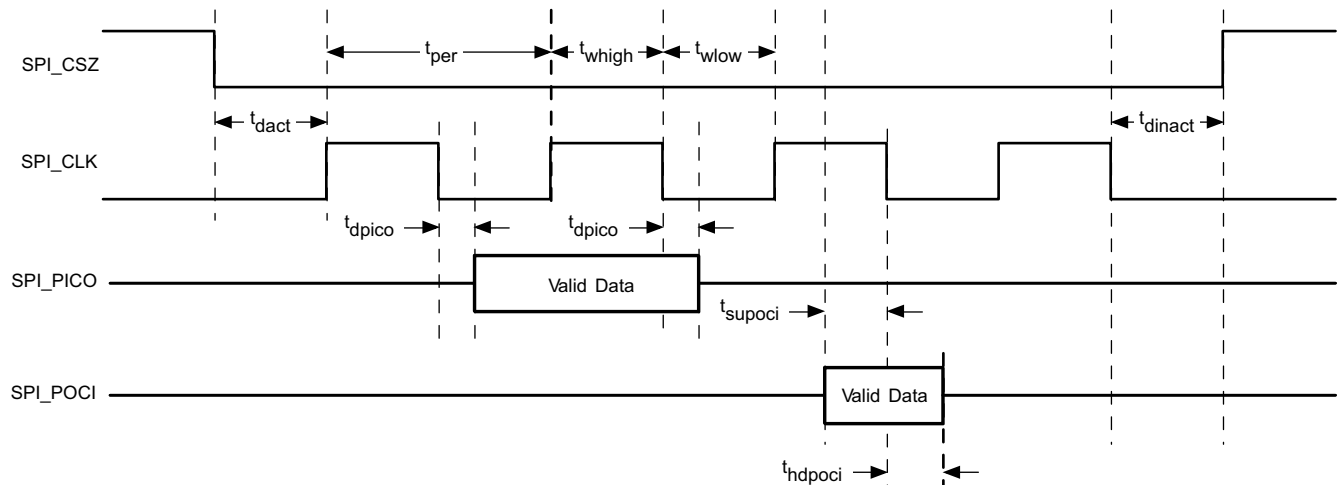 t_per
t_whigh
t_wlow
SPI_CSZ
t_dact
t_dinact
SPI_CLK
t_dpico
t_dpico
SPI_PICO
Valid Data
t_supoci
SPI_POCI
Valid Data
t_hdpoci